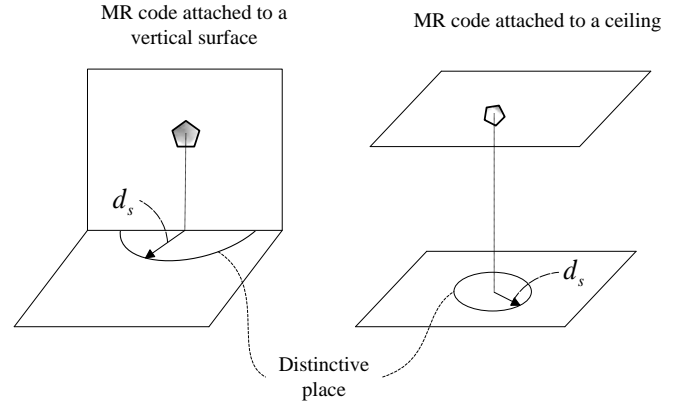 MR code attached to a
vertical surface
MR code attached to a ceiling
d_s
d_s
Distinctive
place